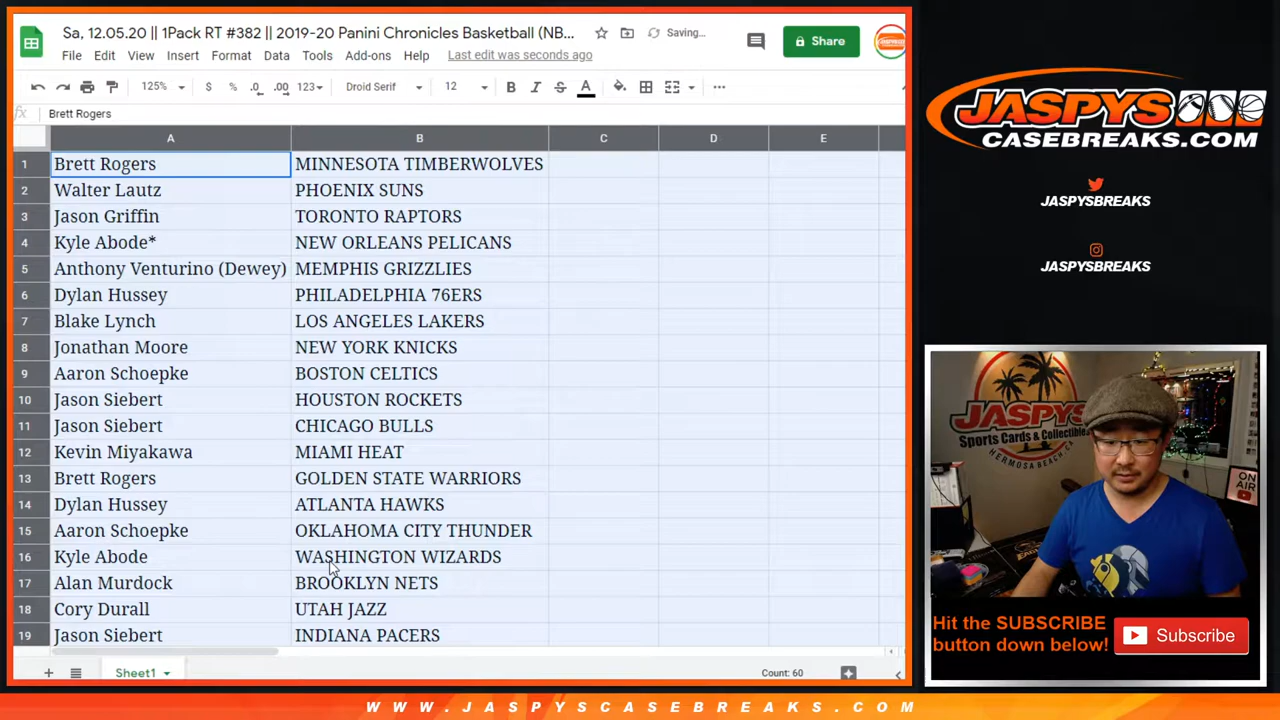 Sa, 12.05.20 || 1Pack RT #382 || 2019-20 Panini Chronicles Basketball (NB... Saving...
File Edit View Insert Format Data Tools Add-ons Help Last edit was seconds ago
Share
125% $ % .0 .00 123 Droid Serif 12 B I S A
fx Brett Rogers
A B C D E
1 Brett Rogers MINNESOTA TIMBERWOLVES
2 Walter Lautz PHOENIX SUNS
3 Jason Griffin TORONTO RAPTORS
4 Kyle Abode* NEW ORLEANS PELICANS
5 Anthony Venturino (Dewey) MEMPHIS GRIZZLIES
6 Dylan Hussey PHILADELPHIA 76ERS
7 Blake Lynch LOS ANGELES LAKERS
8 Jonathan Moore NEW YORK KNICKS
9 Aaron Schoepke BOSTON CELTICS
10 Jason Siebert HOUSTON ROCKETS
11 Jason Siebert CHICAGO BULLS
12 Kevin Miyakawa MIAMI HEAT
13 Brett Rogers GOLDEN STATE WARRIORS
14 Dylan Hussey ATLANTA HAWKS
15 Aaron Schoepke OKLAHOMA CITY THUNDER
16 Kyle Abode WASHINGTON WIZARDS
17 Alan Murdock BROOKLYN NETS
18 Cory Durall UTAH JAZZ
19 Jason Siebert INDIANA PACERS
Sheet1 Count: 60
JASPYS
CASEBREAKS.COM
JASPYSBREAKS
JASPYSBREAKS
JASPYS
Sports Cards & Collectibles
HERMOSA BEACH, CA
ON
AIR
Hit the SUBSCRIBE
button down below!
Subscribe
WWW.JASPYSCASEBREAKS.COM